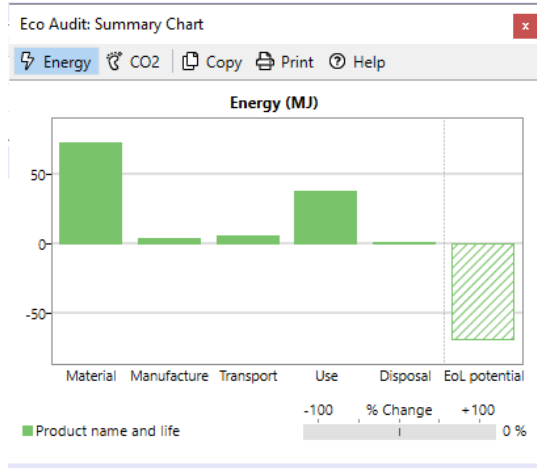 Eco Audit: Summary Chart
x
Energy CO2 Copy Print Help
Energy (MJ)
50
0
-50
Material Manufacture Transport Use Disposal EoL potential
-100 % Change +100
Product name and life 0 %